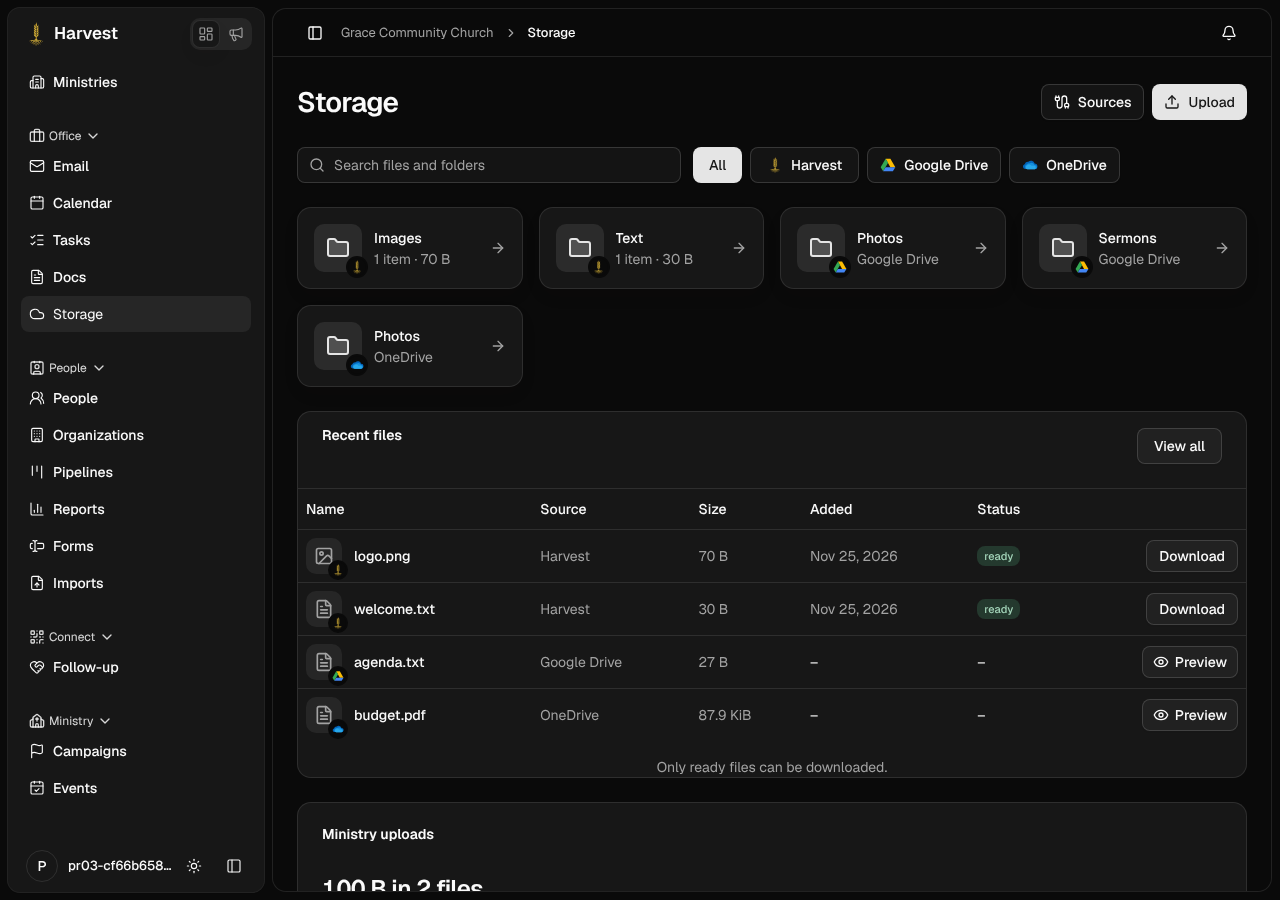 Harvest
Ministries
Office
Email
Calendar
Tasks
Docs
Storage
People
People
Organizations
Pipelines
Reports
Forms
Imports
Connect
Follow-up
Ministry
Campaigns
Events
P
pr03-cf66b658…
Grace Community Church
Storage
Storage
Sources
Upload
Search files and folders
All
Harvest
Google Drive
OneDrive
Images
1 item · 70 B
Text
1 item · 30 B
Photos
Google Drive
Sermons
Google Drive
Photos
OneDrive
Recent files
View all
Name Source Size Added Status
logo.png Harvest 70 B Nov 25, 2026 ready Download
welcome.txt Harvest 30 B Nov 25, 2026 ready Download
agenda.txt Google Drive 27 B – – Preview
budget.pdf OneDrive 87.9 KiB – – Preview
Only ready files can be downloaded.
Ministry uploads
100 B in 2 files